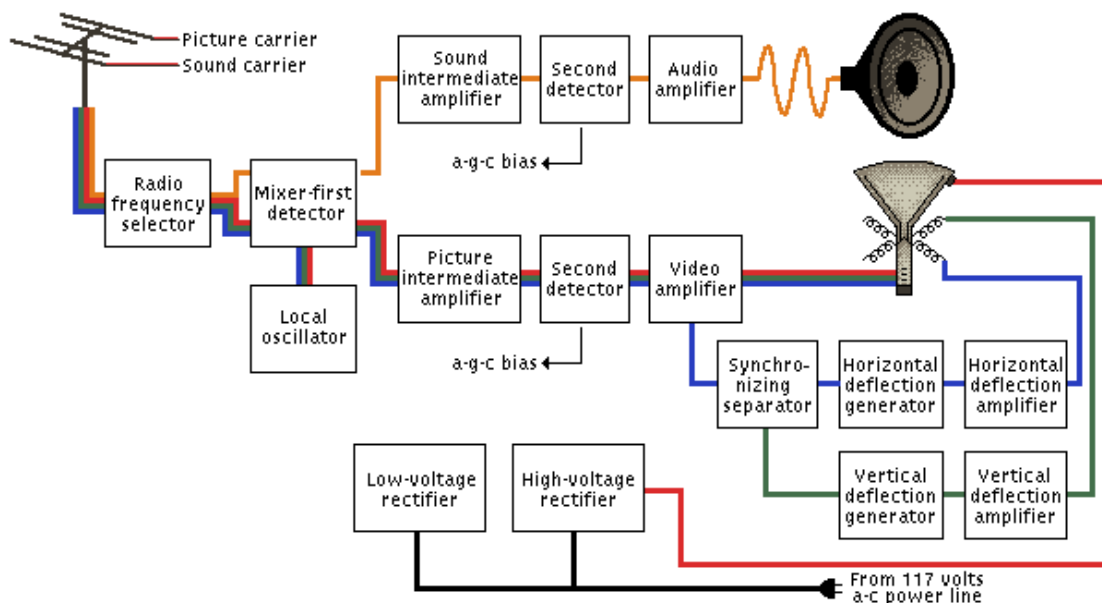 Picture carrier
Sound carrier
Sound
intermediate
amplifier
Second
detector
Audio
amplifier
a-g-c bias
Radio
frequency
selector
Mixer-first
detector
Local
oscillator
Picture
intermediate
amplifier
Second
detector
Video
amplifier
a-g-c bias
Synchro-
nizing
separator
Horizontal
deflection
generator
Horizontal
deflection
amplifier
Vertical
deflection
generator
Vertical
deflection
amplifier
Low-voltage
rectifier
High-voltage
rectifier
From 117 volts
a-c power line